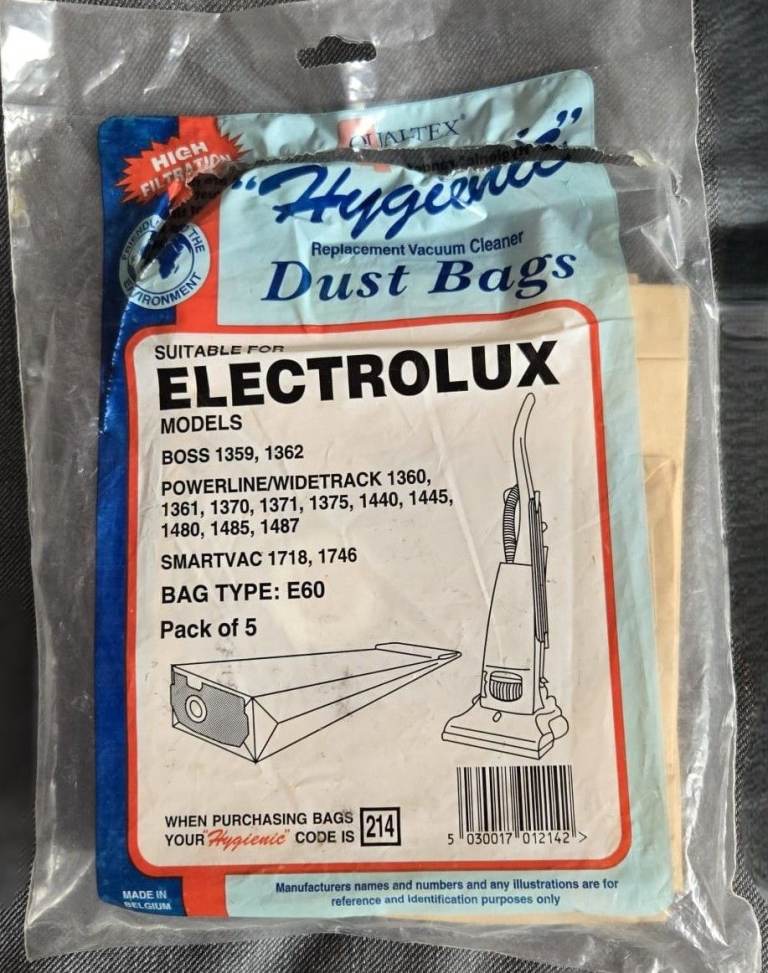 QUALTEX
HIGH
FILTRATION
"Hygienic"
THE
ENVIRONMENT
Replacement Vacuum Cleaner
Dust Bags
SUITABLE FOR
ELECTROLUX
MODELS
BOSS 1359, 1362
POWERLINE/WIDETRACK 1360,
1361, 1370, 1371, 1375, 1440, 1445,
1480, 1485, 1487
SMARTVAC 1718, 1746
BAG TYPE: E60
Pack of 5
WHEN PURCHASING BAGS
YOUR "Hygienic" CODE IS 214
5 030017 012142 >
MADE IN
BELGIUM
Manufacturers names and numbers and any illustrations are for
reference and identification purposes only